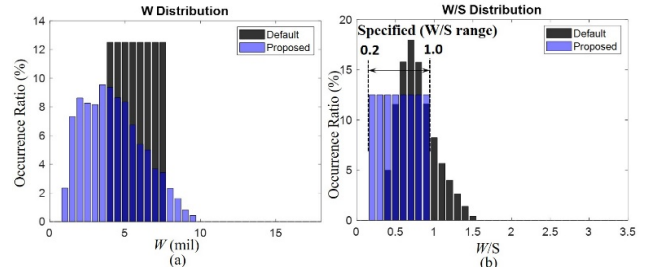 W Distribution
Occurrence Ratio (%)
14
12
10
8
6
4
2
0
Default
Proposed
5
10
15
W (mil)
(a)
W/S Distribution
Occurrence Ratio (%)
20
15
10
5
0
Specified (W/S range)
0.2
1.0
Default
Proposed
0
0.5
1.0
1.5
2
2.5
3
3.5
W/S
(b)